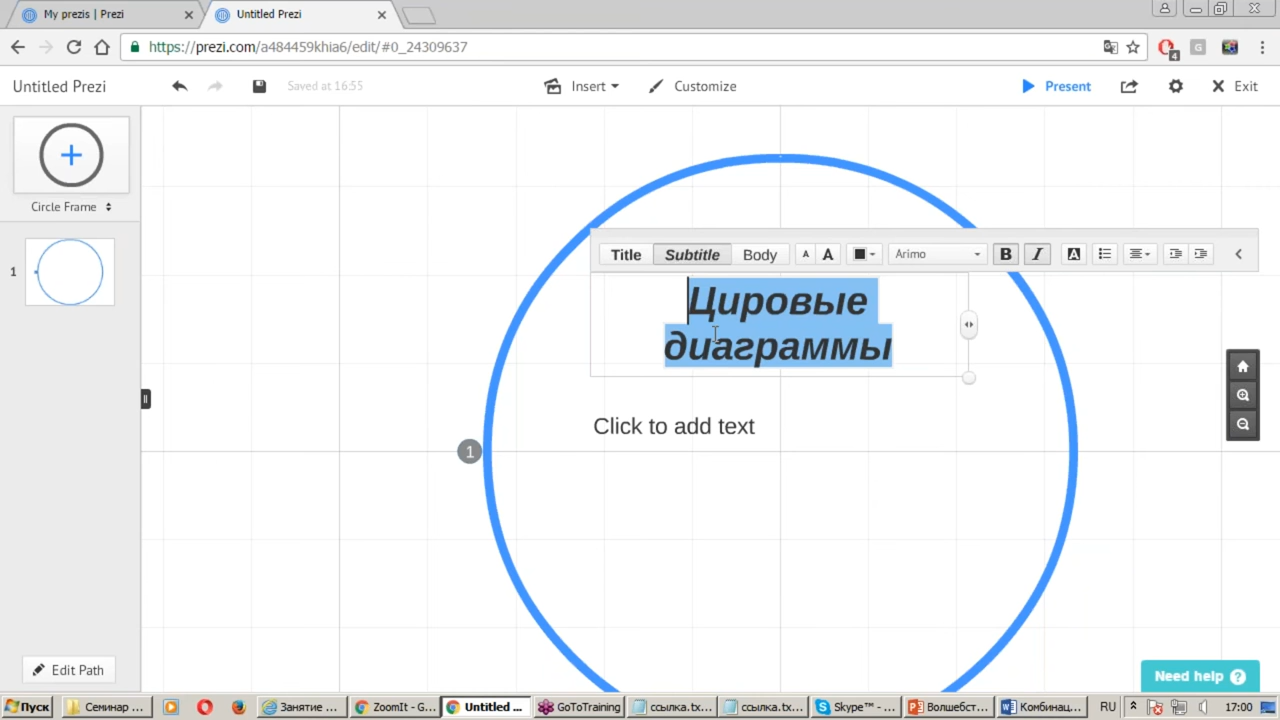 My prezis | Prezi
Untitled Prezi
https://prezi.com/a484459khia6/edit/#0_24309637
4
G
Untitled Prezi
Saved at 16:55
Insert
Customize
Present
Exit
Circle Frame
1
Title
Subtitle
Body
A
A
Arimo
B
I
A
Цировые
диаграммы
Click to add text
1
Edit Path
Need help ?
Пуск
Семинар ...
Занятие ...
ZoomIt - G...
Untitled ...
GoToTraining
ссылка.tx...
ссылка.tx...
Skype™ - ...
Волшебст...
Комбинац...
RU
17:00